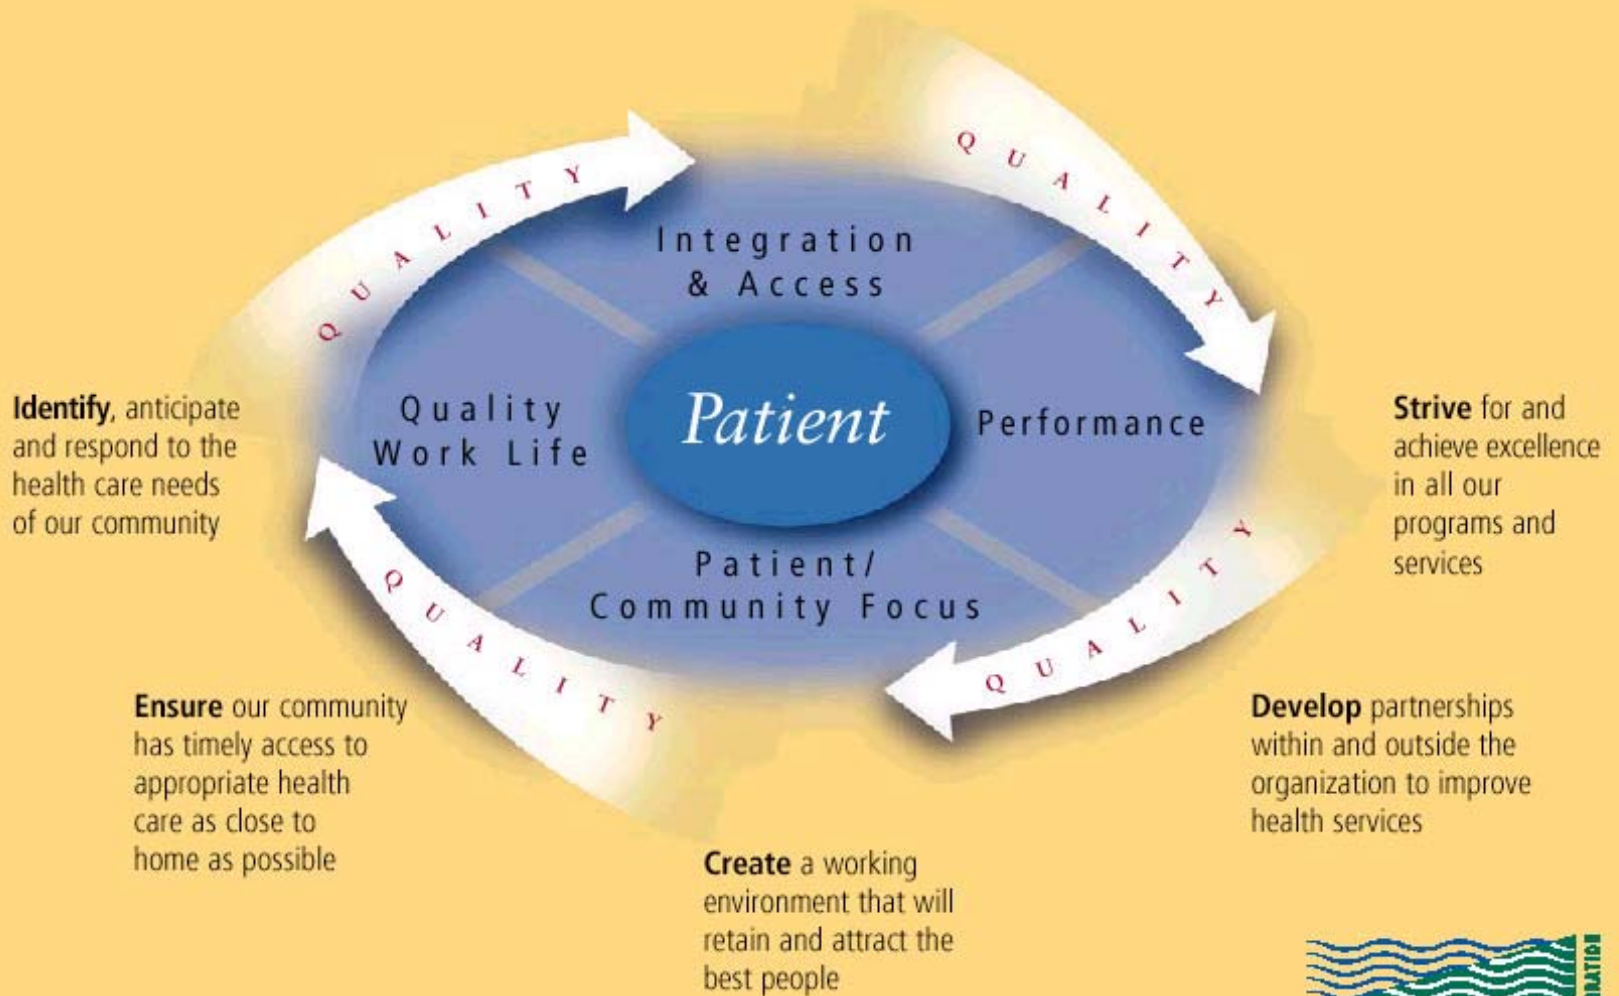 QUALITY
QUALITY
Integration
& Access
Quality
Work Life
Patient
Performance
Patient/
Community Focus
QUALITY
QUALITY
Identify, anticipate
and respond to the
health care needs
of our community
Strive for and
achieve excellence
in all our
programs and
services
Ensure our community
has timely access to
appropriate health
care as close to
home as possible
Develop partnerships
within and outside the
organization to improve
health services
Create a working
environment that will
retain and attract the
best people